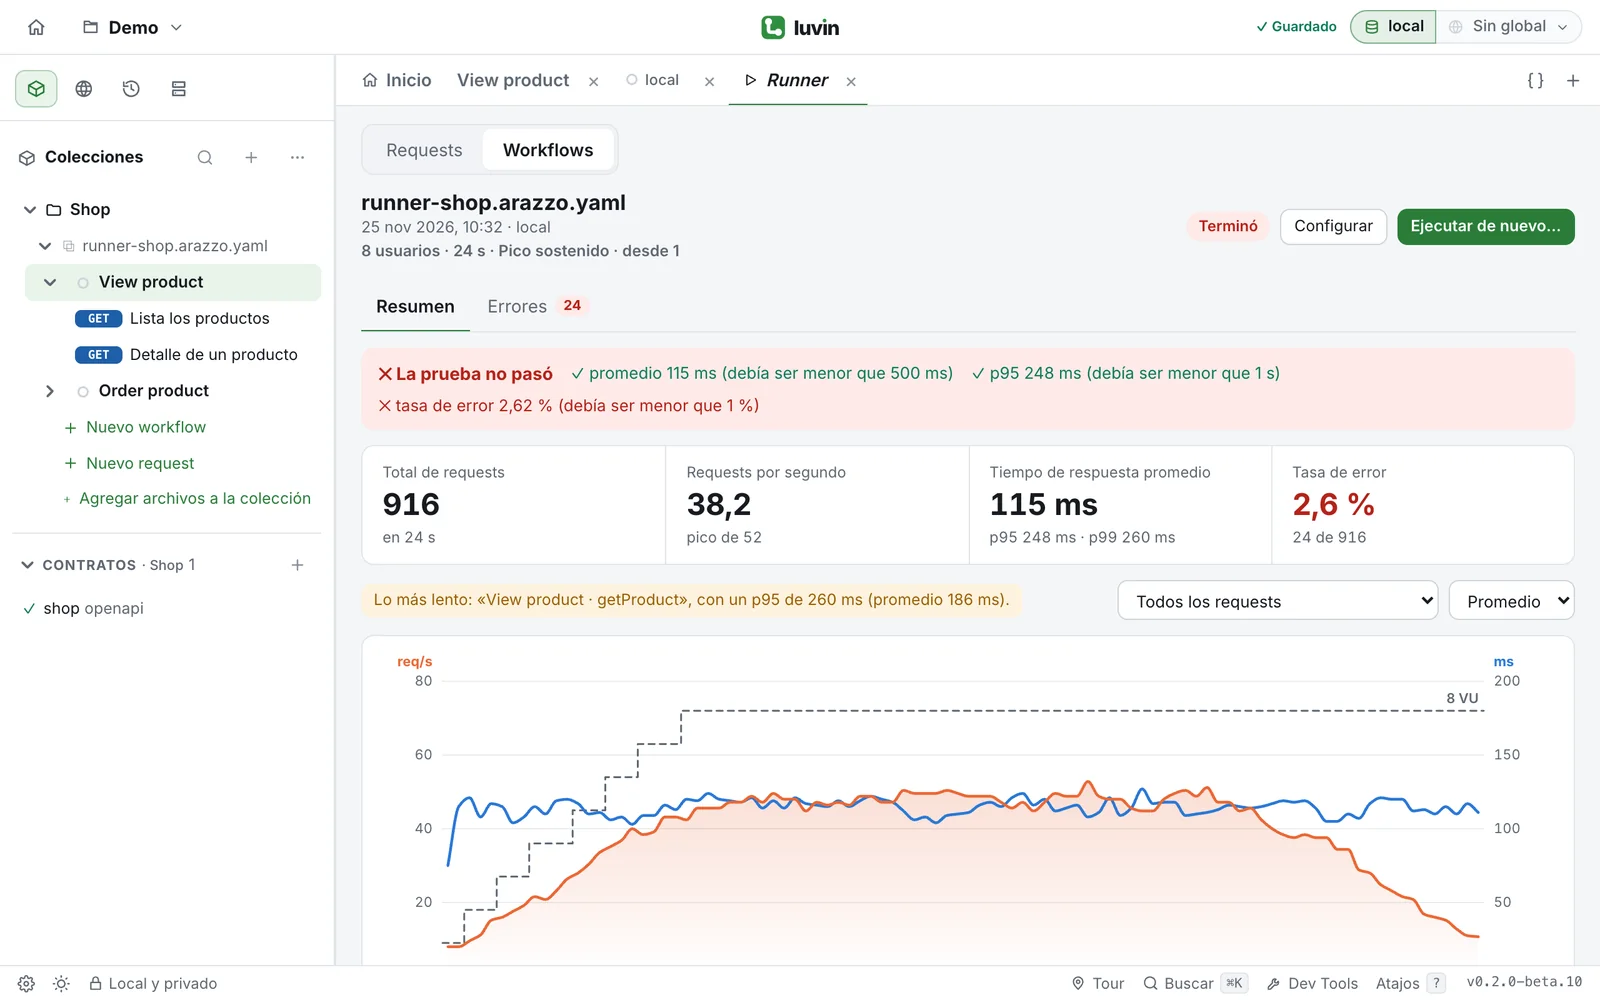 Demo
luvin
Guardado
local
Sin global
Inicio
View product
local
Runner
{ }
Colecciones
Requests
Workflows
runner-shop.arazzo.yaml
25 nov 2026, 10:32 · local
8 usuarios · 24 s · Pico sostenido · desde 1
Terminó
Configurar
Ejecutar de nuevo...
Shop
runner-shop.arazzo.yaml
View product
GET Lista los productos
GET Detalle de un producto
Order product
+ Nuevo workflow
+ Nuevo request
+ Agregar archivos a la colección
CONTRATOS · Shop 1
shop openapi
Resumen
Errores 24
La prueba no pasó ✓ promedio 115 ms (debía ser menor que 500 ms) ✓ p95 248 ms (debía ser menor que 1 s)
tasa de error 2,62 % (debía ser menor que 1 %)
Total de requests
916
en 24 s
Requests por segundo
38,2
pico de 52
Tiempo de respuesta promedio
115 ms
p95 248 ms · p99 260 ms
Tasa de error
2,6 %
24 de 916
Lo más lento: «View product · getProduct», con un p95 de 260 ms (promedio 186 ms).
Todos los requests
Promedio
req/s
ms
80
200
8 VU
60
150
40
100
20
50
Local y privado
Tour
Buscar ⌘K
Dev Tools
Atajos ?
v0.2.0-beta.10